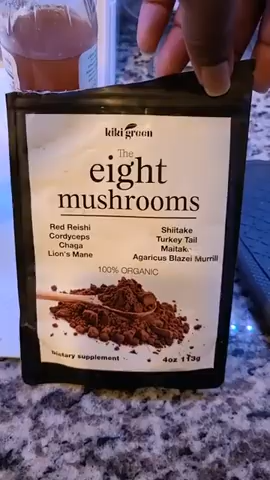 kiki green
The
eight
mushrooms
Red Reishi
Cordyceps
Chaga
Lion's Mane
Shiitake
Turkey Tail
Maitake
Agaricus Blazei Murrill
100% ORGANIC
Dietary supplement
4oz 113g